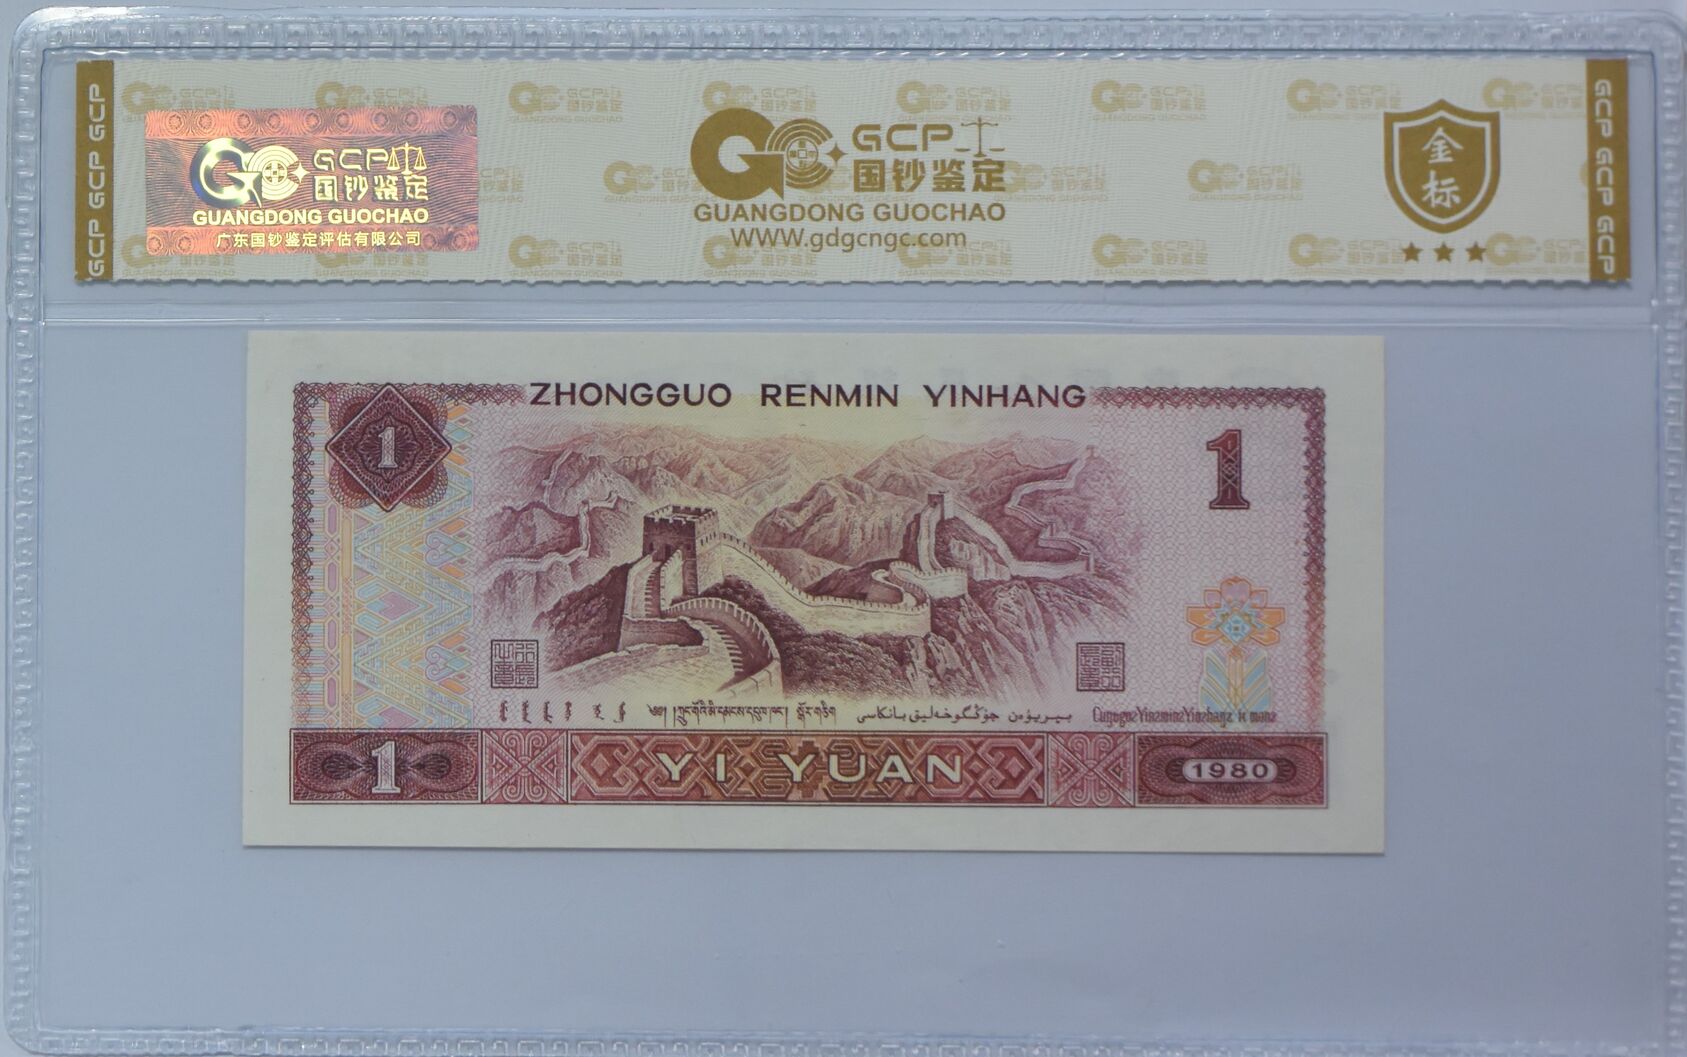 GCP GCP GCP
GCP 国钞鉴定
GUANGDONG GUOCHAO
广东国钞鉴定评估有限公司
GCP
国钞鉴定
GUANGDONG GUOCHAO
WWW.gdgcngc.com
金标
GCP GCP GCP
ZHONGGUO RENMIN YINHANG
1
1
1
YI YUAN
1980